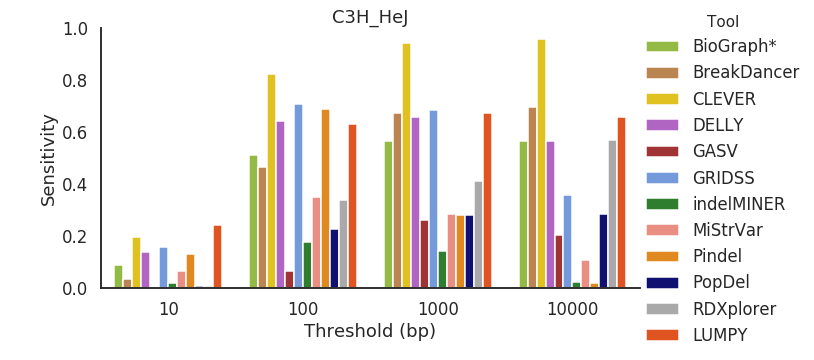 C3H_HeJ
Sensitivity
1.0
0.8
0.6
0.4
0.2
0.0
10
100
1000
10000
Threshold (bp)
Tool
BioGraph*
BreakDancer
CLEVER
DELLY
GASV
GRIDSS
indelMINER
MiStrVar
Pindel
PopDel
RDXplorer
LUMPY